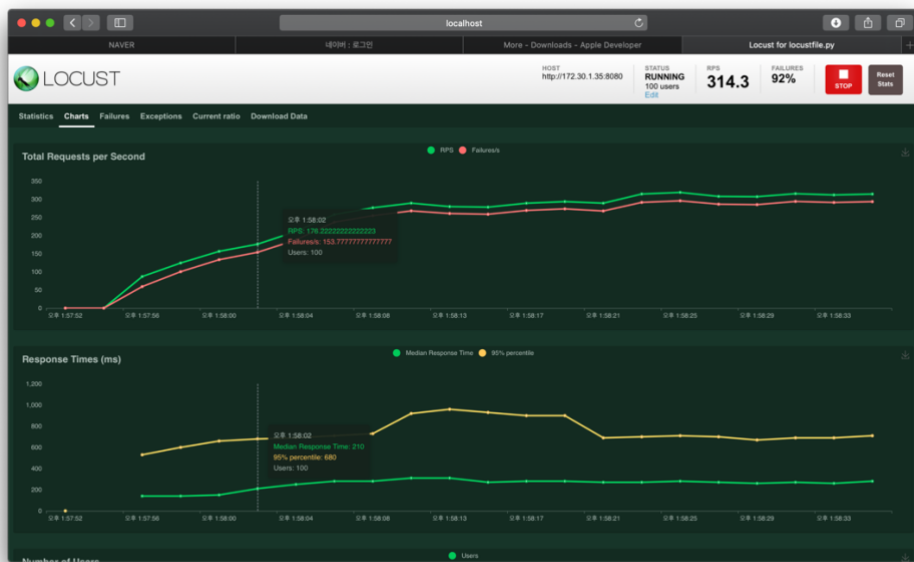 localhost
NAVER
네이버 : 로그인
More - Downloads - Apple Developer
Locust for locustfile.py
LOCUST
HOST
http://172.30.1.35:8080
STATUS
RUNNING
100 users
Edit
RPS
314.3
FAILURES
92%
STOP
Reset Stats
Statistics Charts Failures Exceptions Current ratio Download Data
Total Requests per Second
RPS Failures/s
350
300
250
200
150
100
50
0
오후 1:58:02
RPS: 176.22222222222223
Failures/s: 153.77777777777777
Users: 100
오후 1:57:52 오후 1:57:56 오후 1:58:00 오후 1:58:04 오후 1:58:08 오후 1:58:13 오후 1:58:17 오후 1:58:21 오후 1:58:25 오후 1:58:29 오후 1:58:33
Response Times (ms)
Median Response Time 95% percentile
1,200
1,000
800
600
400
200
0
오후 1:58:02
Median Response Time: 210
95% percentile: 680
Users: 100
오후 1:57:52 오후 1:57:56 오후 1:58:00 오후 1:58:04 오후 1:58:08 오후 1:58:13 오후 1:58:17 오후 1:58:21 오후 1:58:25 오후 1:58:29 오후 1:58:33
Number of Users
Users